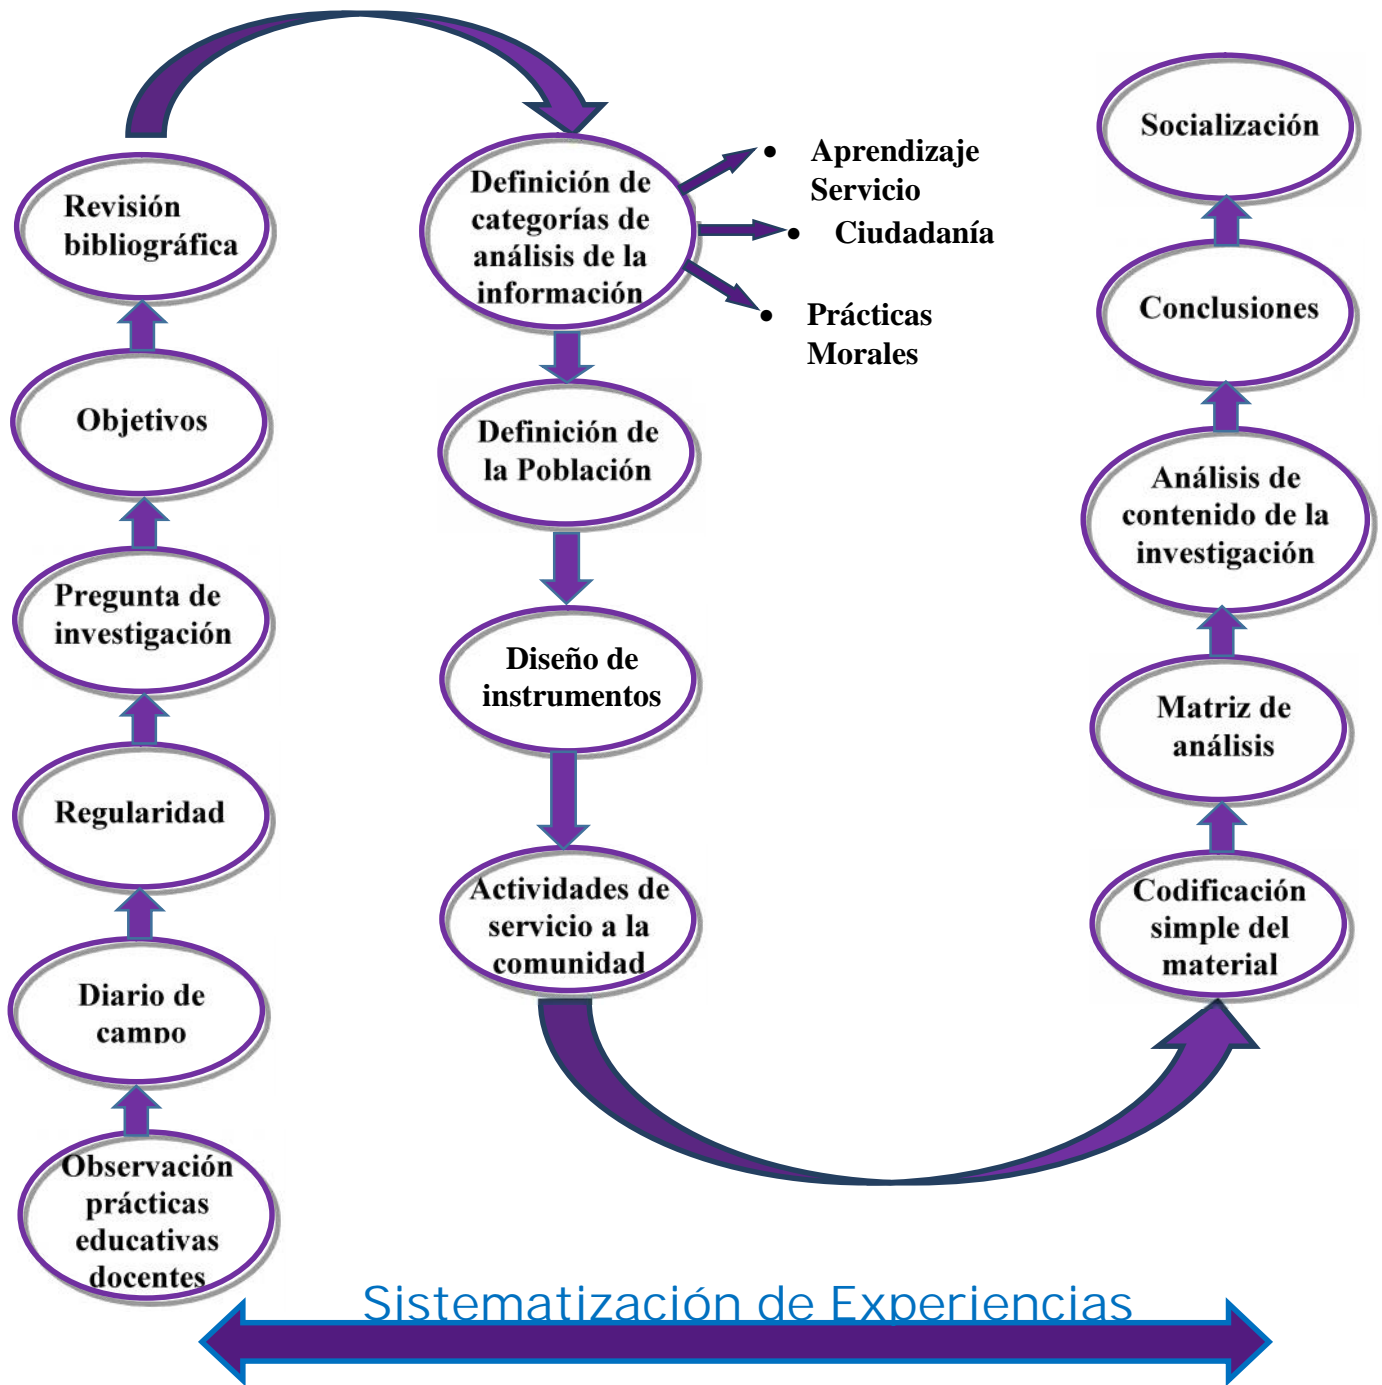 Revisión
bibliográfica
Objetivos
Pregunta de
investigación
Regularidad
Diario de
campo
Observación
prácticas
educativas
docentes
Definición de
categorías de
análisis de la
información
• Aprendizaje
Servicio
• Ciudadanía
• Prácticas
Morales
Definición de
la Población
Diseño de
instrumentos
Actividades de
servicio a la
comunidad
Socialización
Conclusiones
Análisis de
contenido de la
investigación
Matriz de
análisis
Codificación
simple del
material
Sistematización de Experiencias